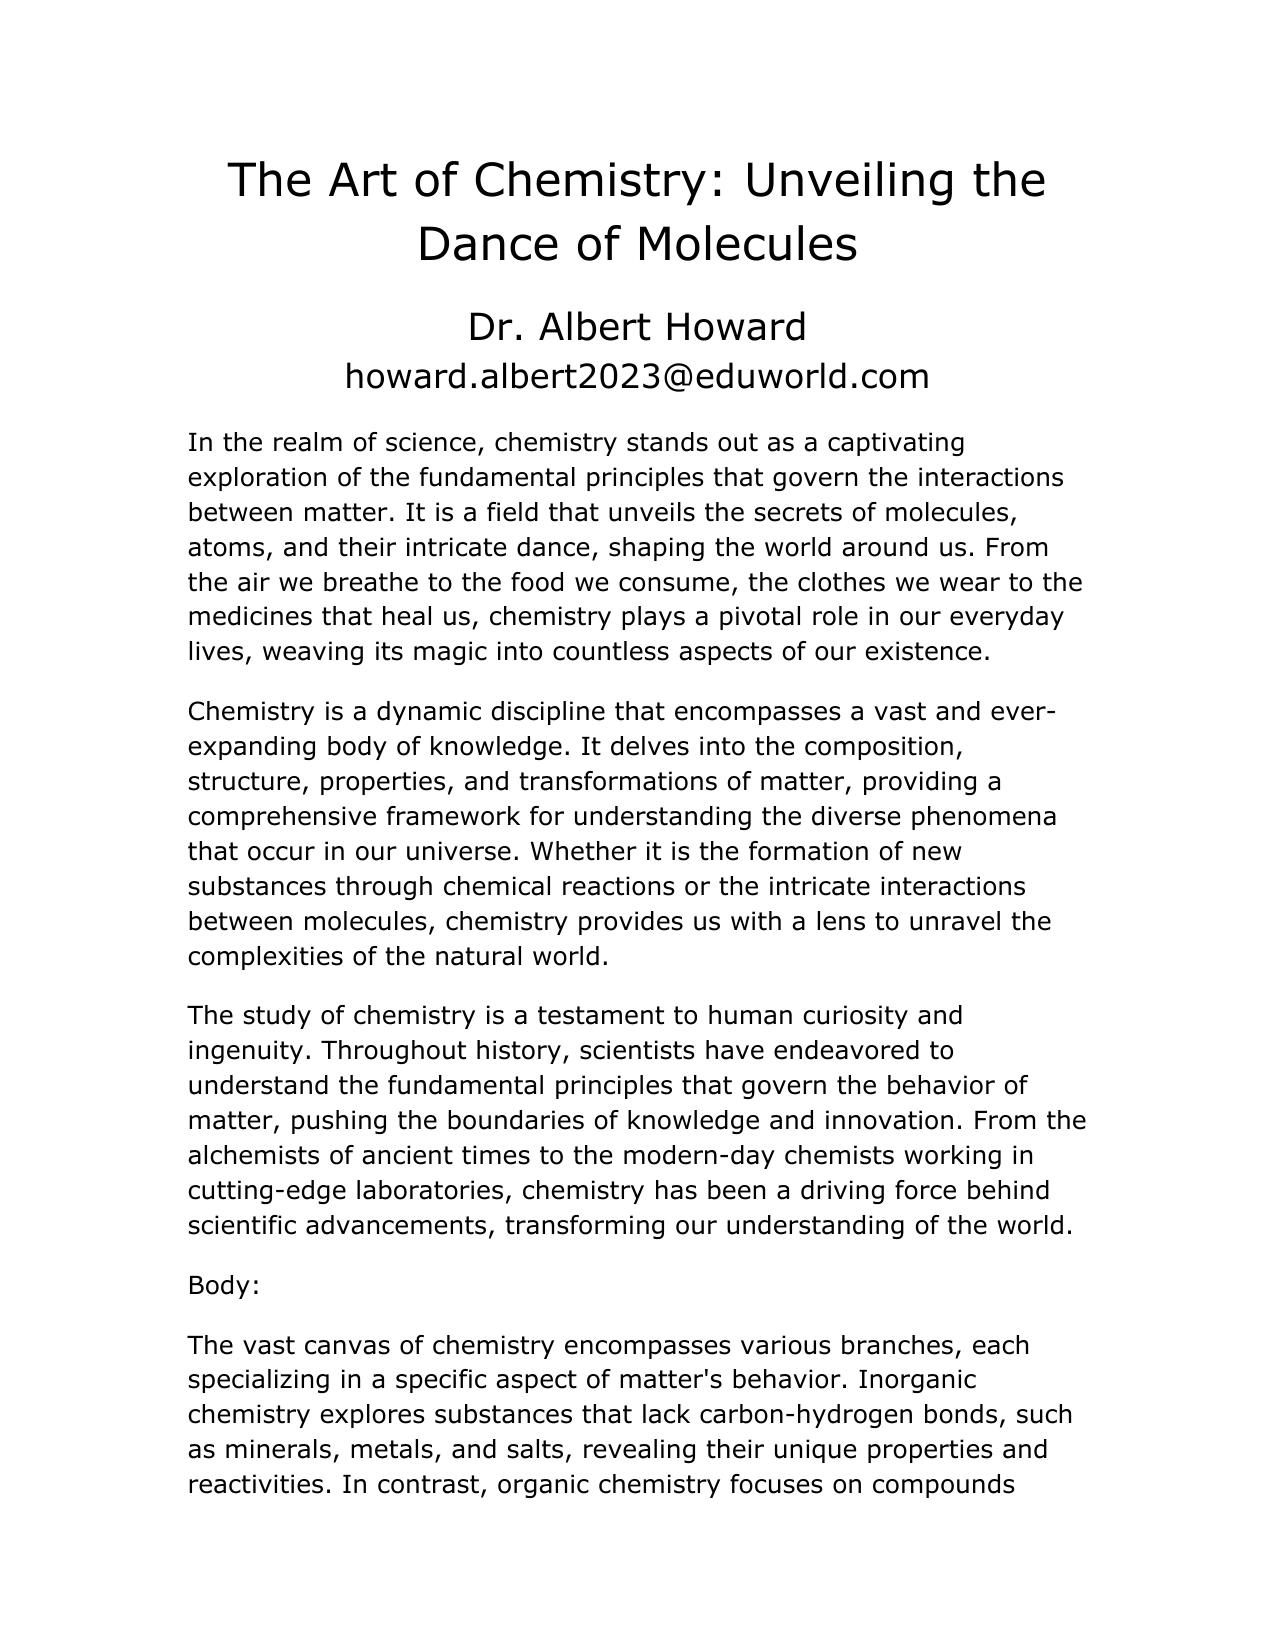 The Art of Chemistry: Unveiling the
Dance of Molecules
Dr. Albert Howard
howard.albert2023@eduworld.com
In the realm of science, chemistry stands out as a captivating
exploration of the fundamental principles that govern the interactions
between matter. It is a field that unveils the secrets of molecules,
atoms, and their intricate dance, shaping the world around us. From
the air we breathe to the food we consume, the clothes we wear to the
medicines that heal us, chemistry plays a pivotal role in our everyday
lives, weaving its magic into countless aspects of our existence.
Chemistry is a dynamic discipline that encompasses a vast and ever-
expanding body of knowledge. It delves into the composition,
structure, properties, and transformations of matter, providing a
comprehensive framework for understanding the diverse phenomena
that occur in our universe. Whether it is the formation of new
substances through chemical reactions or the intricate interactions
between molecules, chemistry provides us with a lens to unravel the
complexities of the natural world.
The study of chemistry is a testament to human curiosity and
ingenuity. Throughout history, scientists have endeavored to
understand the fundamental principles that govern the behavior of
matter, pushing the boundaries of knowledge and innovation. From the
alchemists of ancient times to the modern-day chemists working in
cutting-edge laboratories, chemistry has been a driving force behind
scientific advancements, transforming our understanding of the world.
Body:
The vast canvas of chemistry encompasses various branches, each
specializing in a specific aspect of matter's behavior. Inorganic
chemistry explores substances that lack carbon-hydrogen bonds, such
as minerals, metals, and salts, revealing their unique properties and
reactivities. In contrast, organic chemistry focuses on compounds